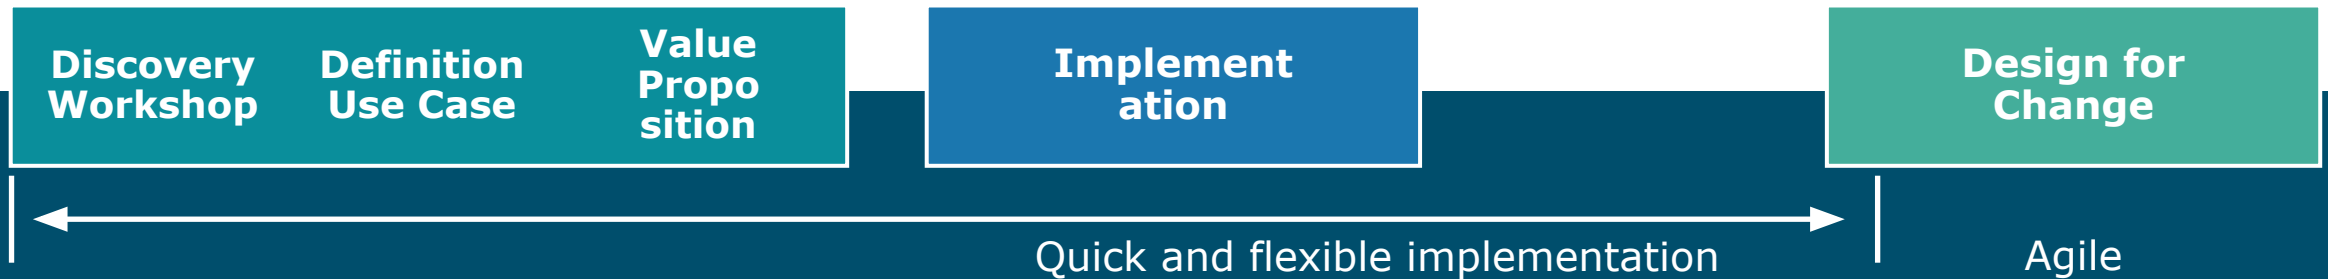 Discovery
Workshop
Definition
Use Case
Value
Propo
sition
Implement
ation
Design for
Change
Quick and flexible implementation
Agile